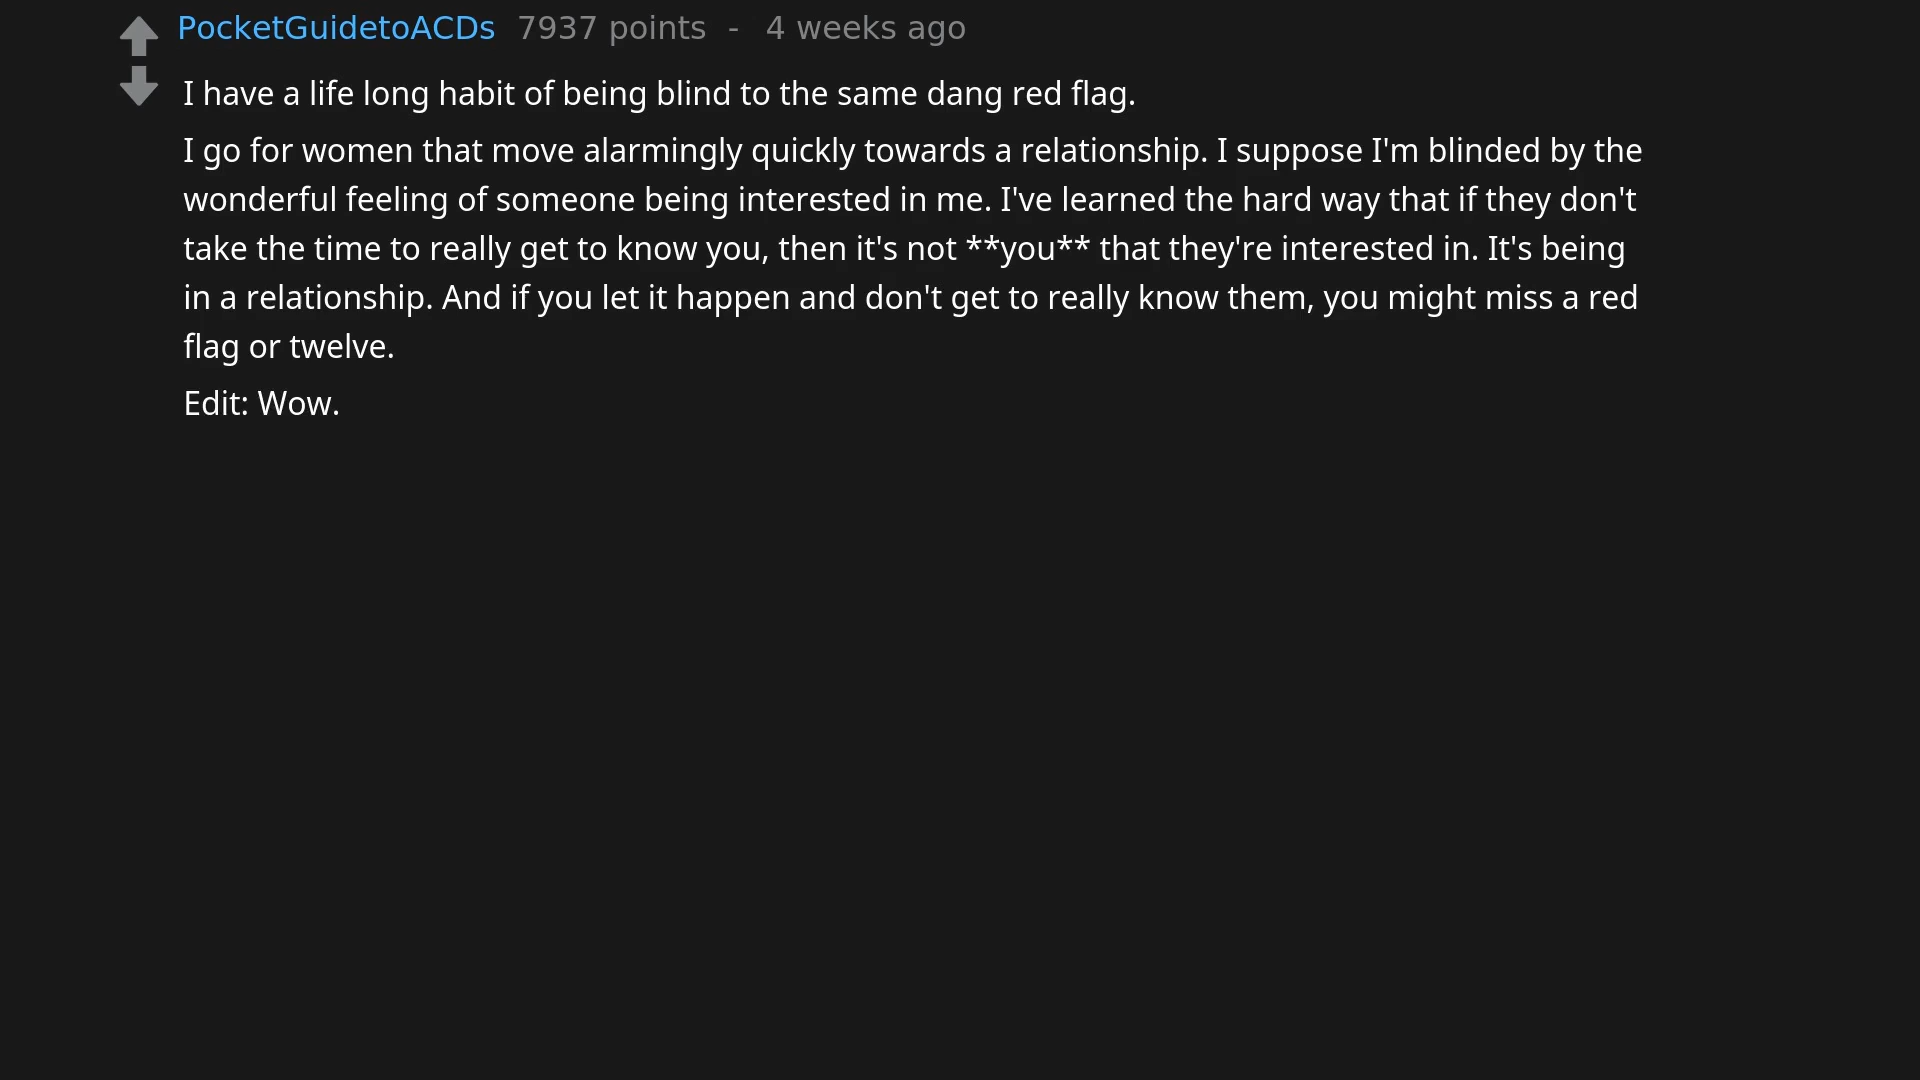 PocketGuidetoACDs 7937 points - 4 weeks ago
I have a life long habit of being blind to the same dang red flag.
I go for women that move alarmingly quickly towards a relationship. I suppose I'm blinded by the
wonderful feeling of someone being interested in me. I've learned the hard way that if they don't
take the time to really get to know you, then it's not **you** that they're interested in. It's being
in a relationship. And if you let it happen and don't get to really know them, you might miss a red
flag or twelve.
Edit: Wow.